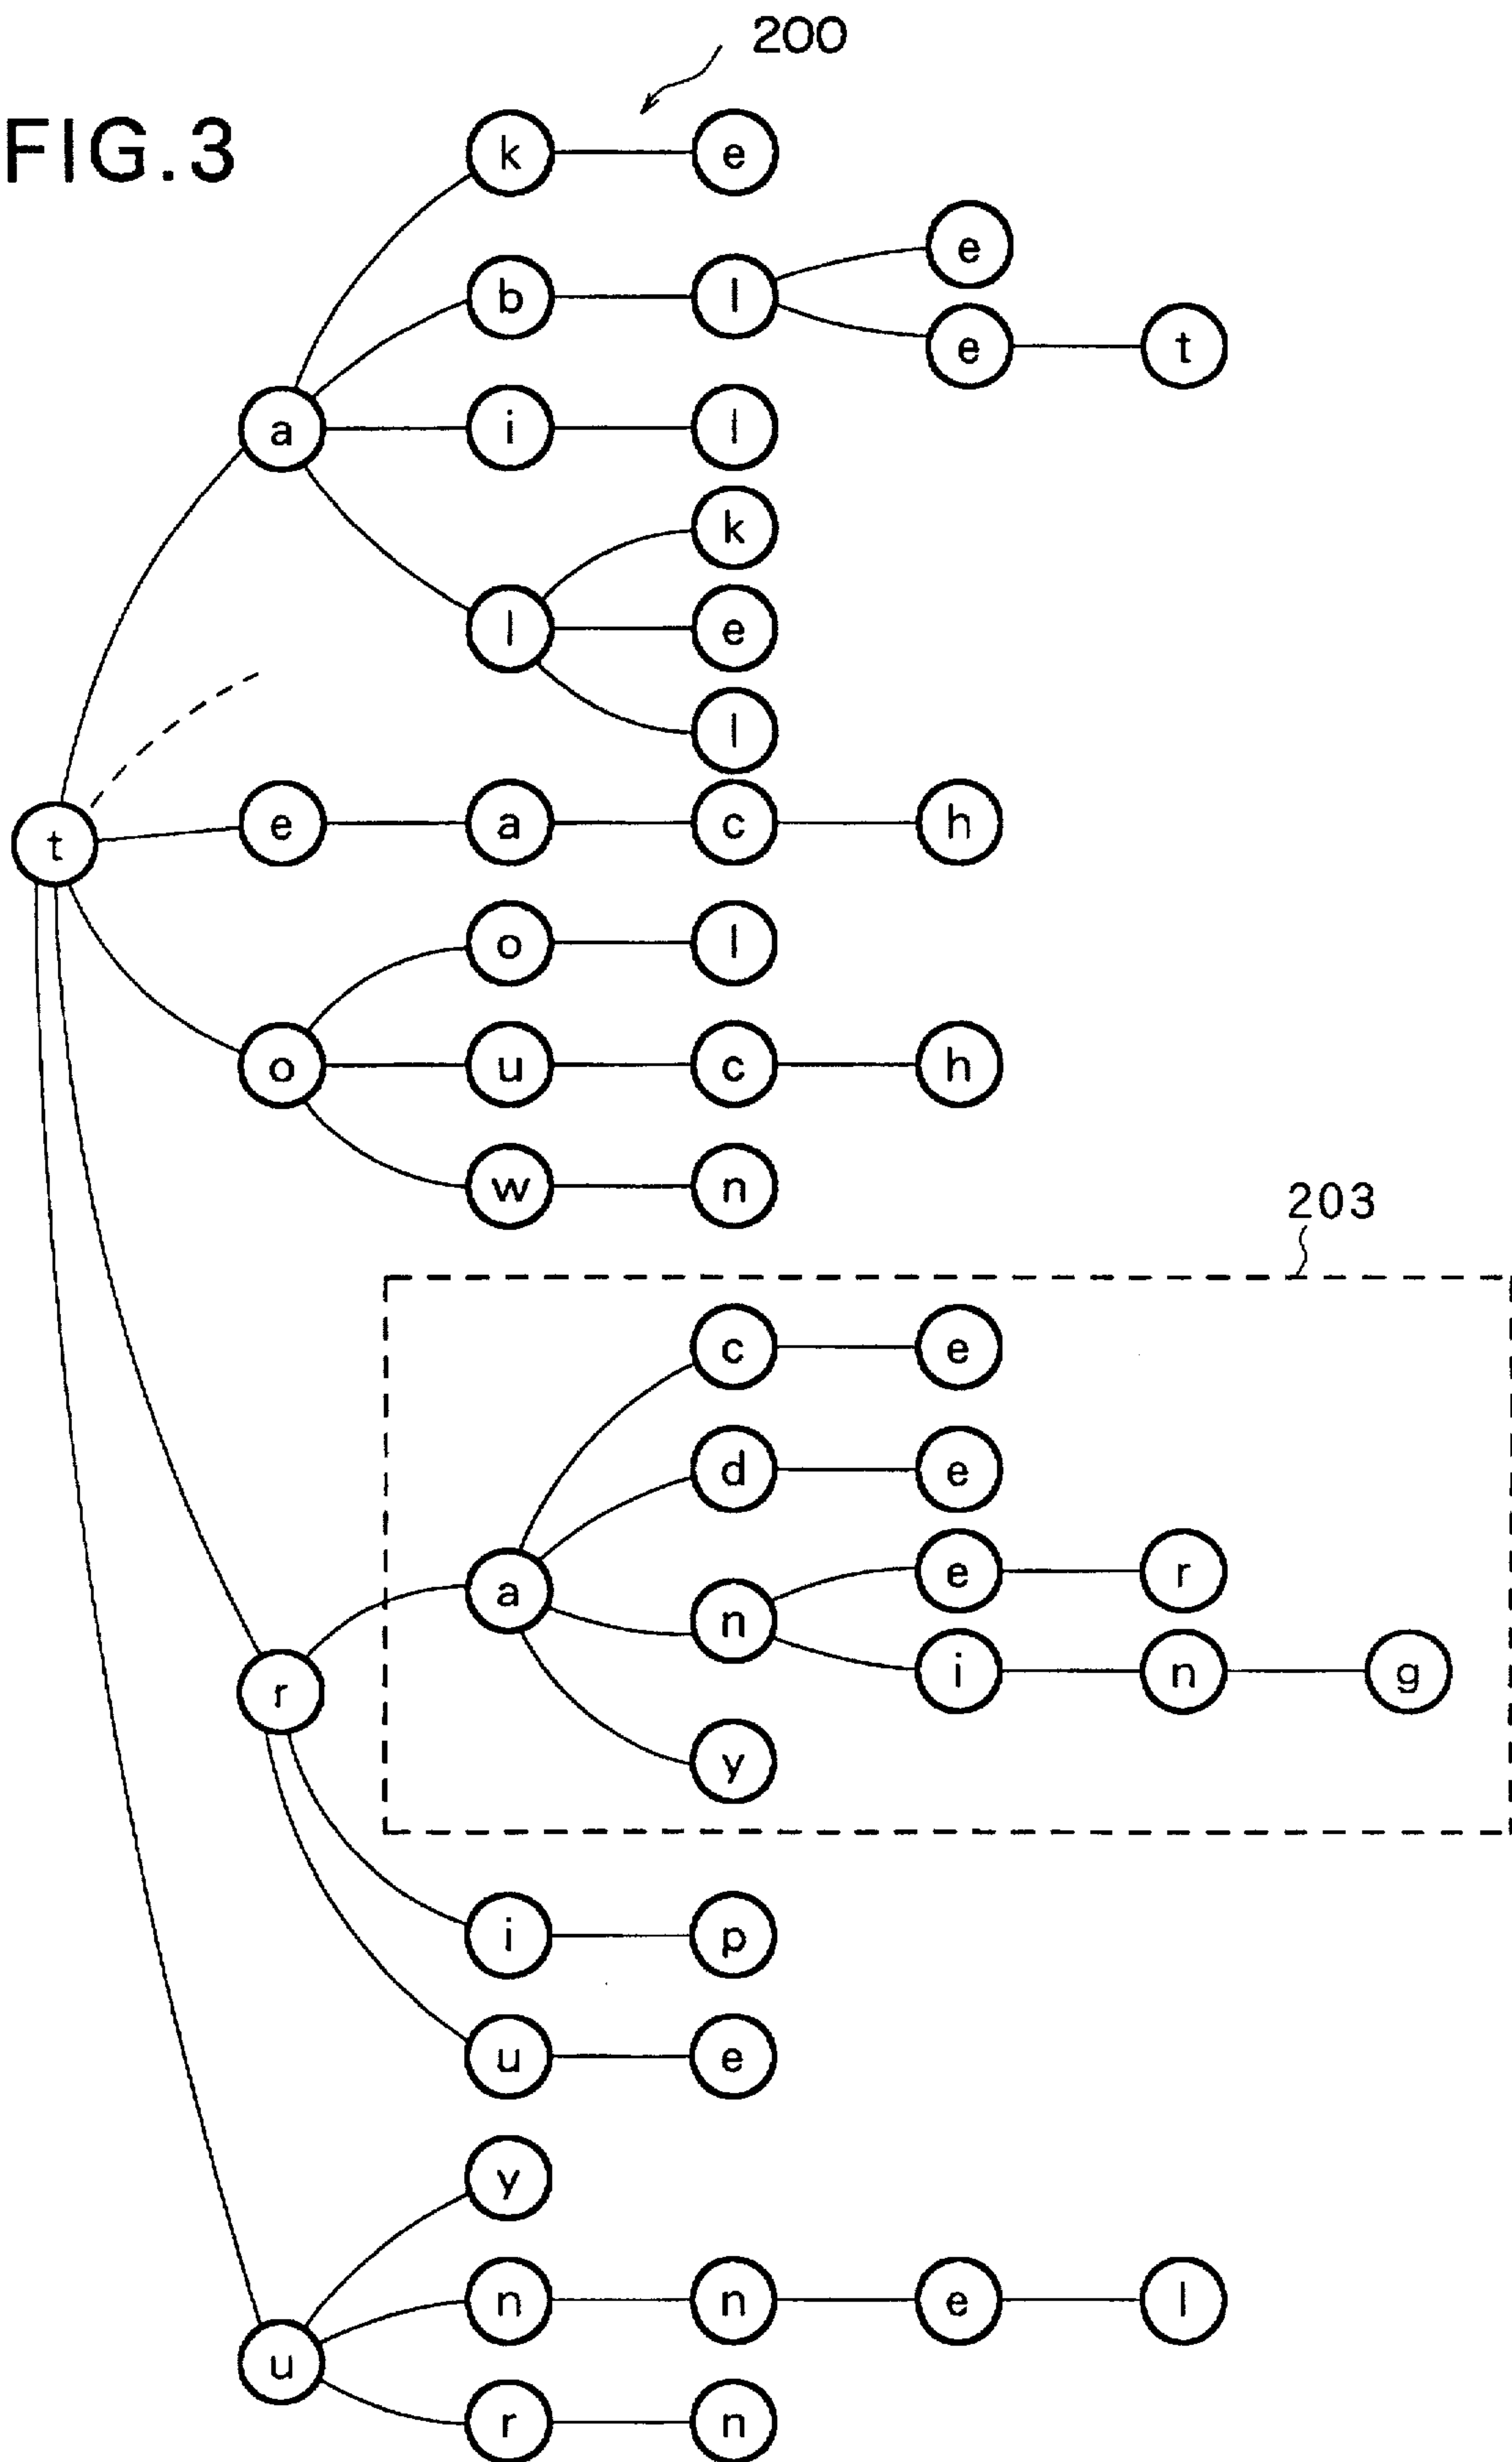 200
FIG.3
k e
e
b l
e t
a i l
k
l e
l
t e a c h
o l
o u c h
w n
203
c e
d e
e r
a n
i n g
r
y
i p
u e
y
n n e l
u
r n